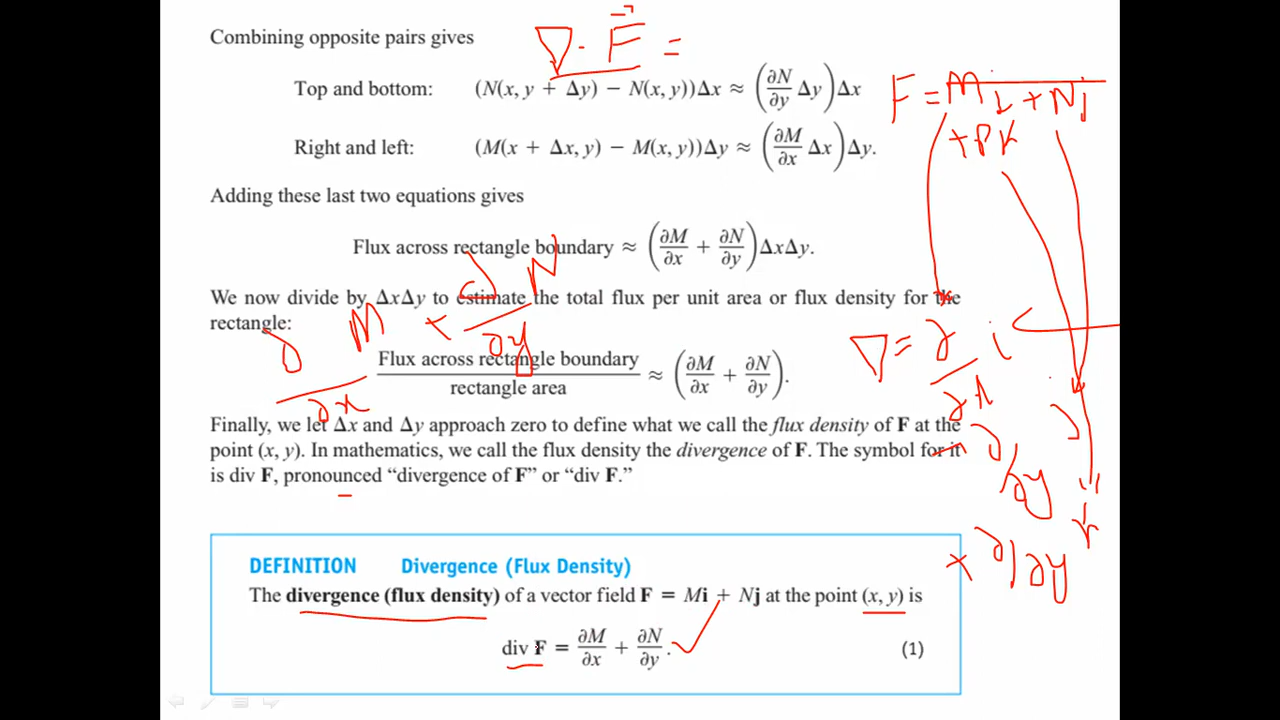 Combining opposite pairs gives
∇ · F⃗ =
Top and bottom: (N(x, y + Δy) − N(x, y))Δx ≈ (∂N/∂y Δy)Δx
F = Mi + Nj
+ Pk
Right and left: (M(x + Δx, y) − M(x, y))Δy ≈ (∂M/∂x Δx)Δy.
Adding these last two equations gives
Flux across rectangle boundary ≈ (∂M/∂x + ∂N/∂y)ΔxΔy.
We now divide by ΔxΔy to estimate the total flux per unit area or flux density for the
rectangle:
∂/∂x M + ∂/∂y N
∇ = ∂/∂x i
Flux across rectangle boundary / rectangle area ≈ (∂M/∂x + ∂N/∂y).
∂/∂y j
Finally, we let Δx and Δy approach zero to define what we call the flux density of F at the
point (x, y). In mathematics, we call the flux density the divergence of F. The symbol for it
is div F, pronounced “divergence of F” or “div F.”
+ ∂/∂y k
DEFINITION Divergence (Flux Density)
The divergence (flux density) of a vector field F = Mi + Nj at the point (x, y) is
div F = ∂M/∂x + ∂N/∂y. (1)